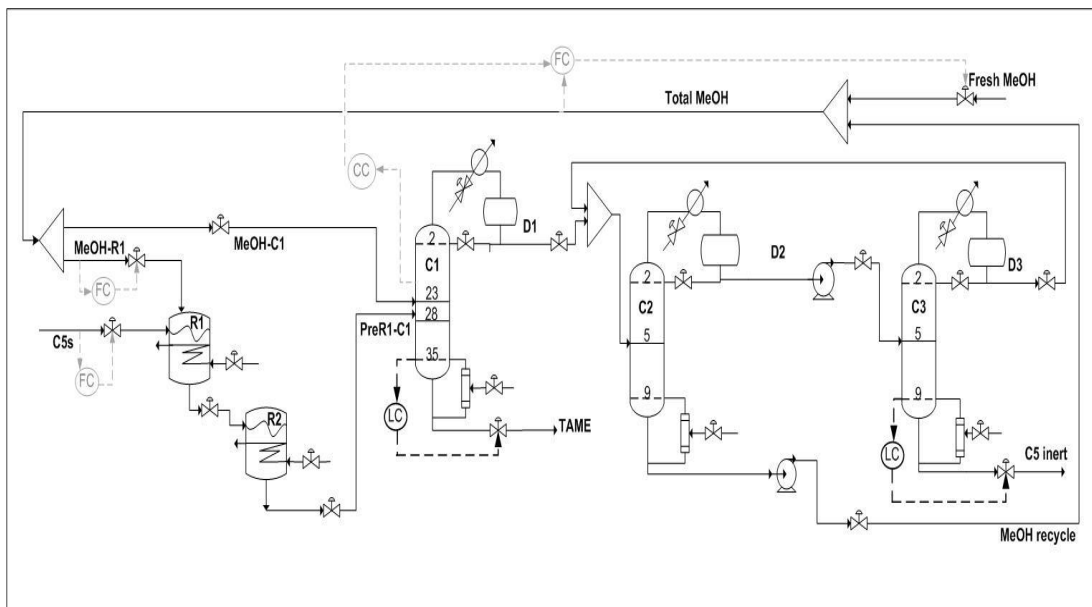 FC
Fresh MeOH
Total MeOH
CC
D1
MeOH-C1
MeOH-R1
FC
2
C1
23
28
35
PreR1-C1
R1
C5s
FC
R2
LC
TAME
D2
2
C2
5
9
D3
2
C3
5
9
LC
C5 inert
MeOH recycle